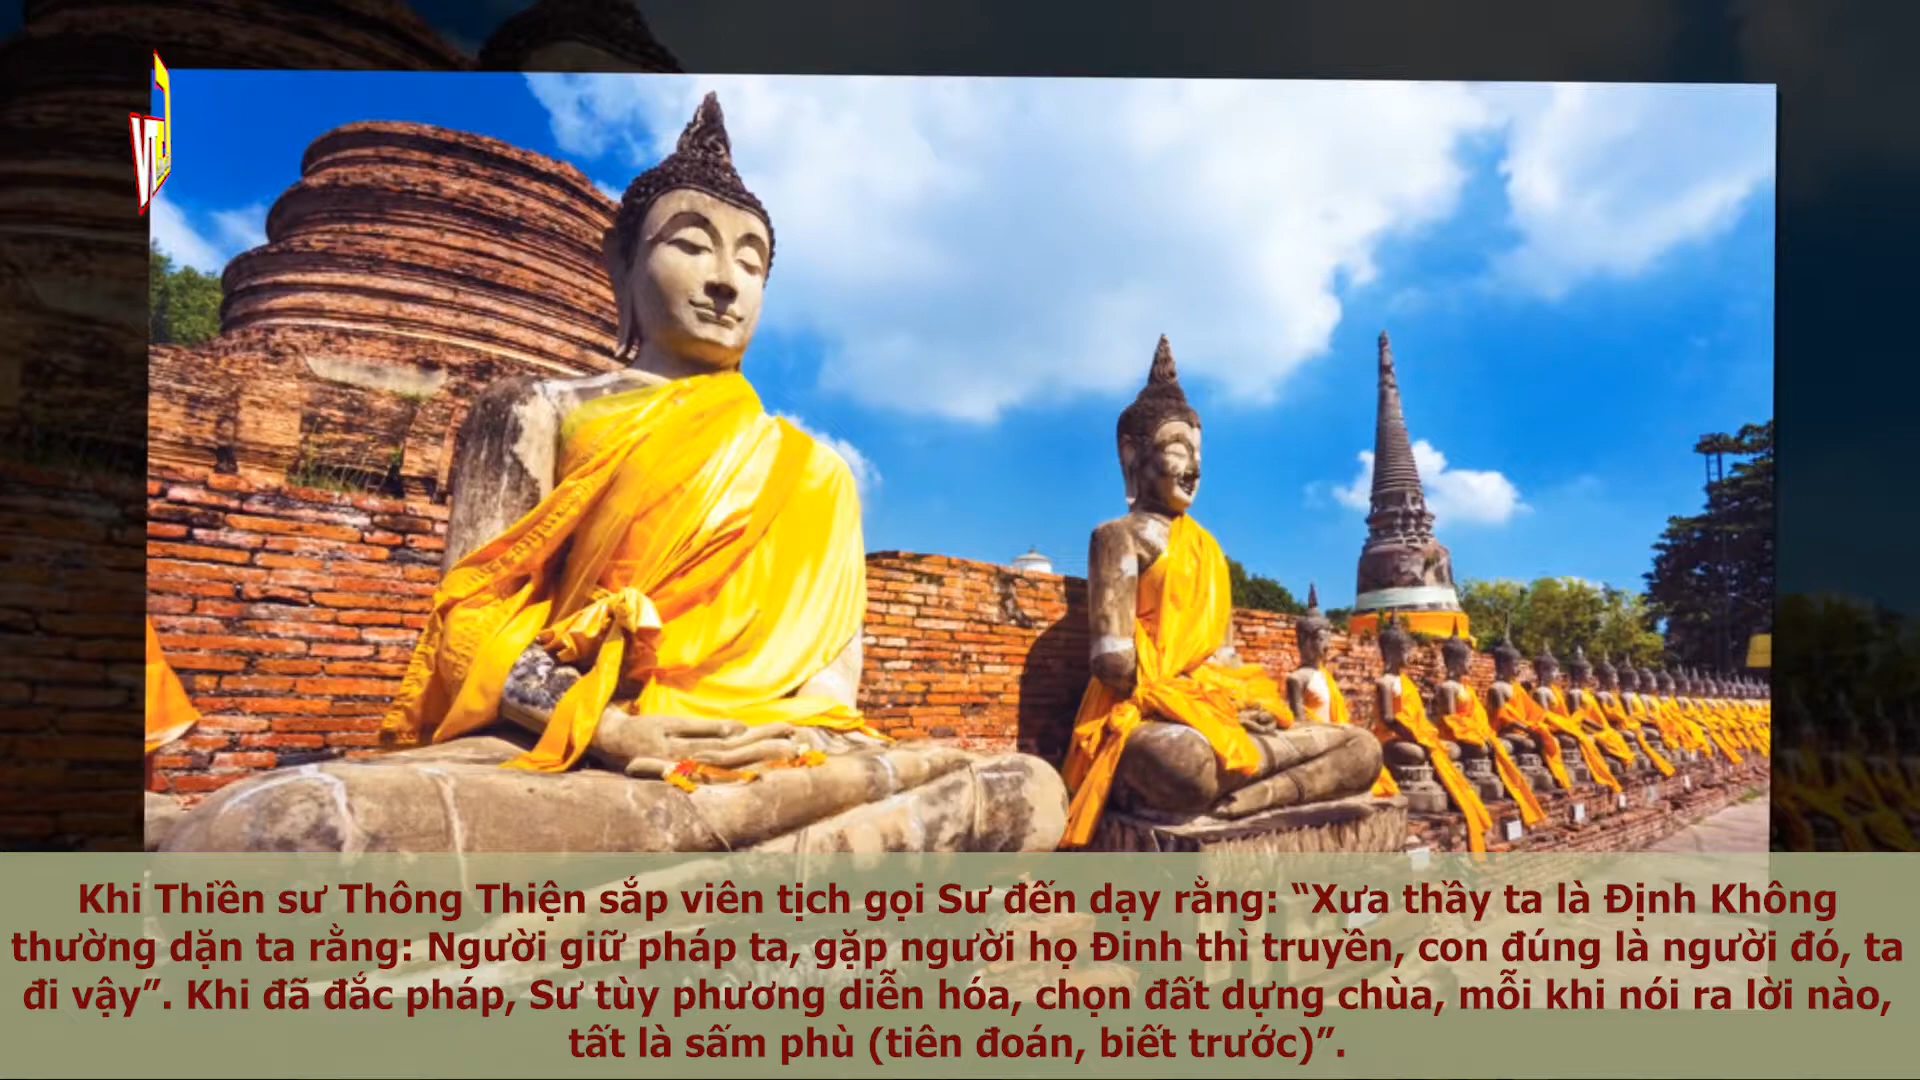 VT
Khi Thiền sư Thông Thiện sắp viên tịch gọi Sư đến dạy rằng: “Xưa thầy ta là Định Không
thường dặn ta rằng: Người giữ pháp ta, gặp người họ Đinh thì truyền, con đúng là người đó, ta
đi vậy”. Khi đã đắc pháp, Sư tùy phương diễn hóa, chọn đất dựng chùa, mỗi khi nói ra lời nào,
tất là sấm phù (tiên đoán, biết trước)”.